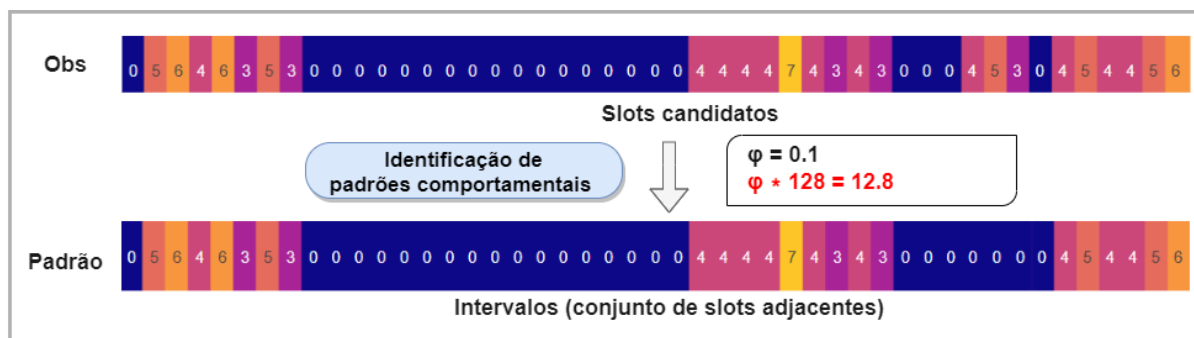 Obs 0 5 6 4 6 3 5 3 0 0 0 0 0 0 0 0 0 0 0 0 0 0 0 0 0 4 4 4 4 7 4 3 4 3 0 0 0 4 5 3 0 4 5 4 4 5 6
Slots candidatos
Identificação de
padrões comportamentais
φ = 0.1
φ * 128 = 12.8
Padrão 0 5 6 4 6 3 5 3 0 0 0 0 0 0 0 0 0 0 0 0 0 0 0 0 0 4 4 4 4 7 4 3 4 3 0 0 0 0 0 0 0 4 5 4 4 5 6
Intervalos (conjunto de slots adjacentes)